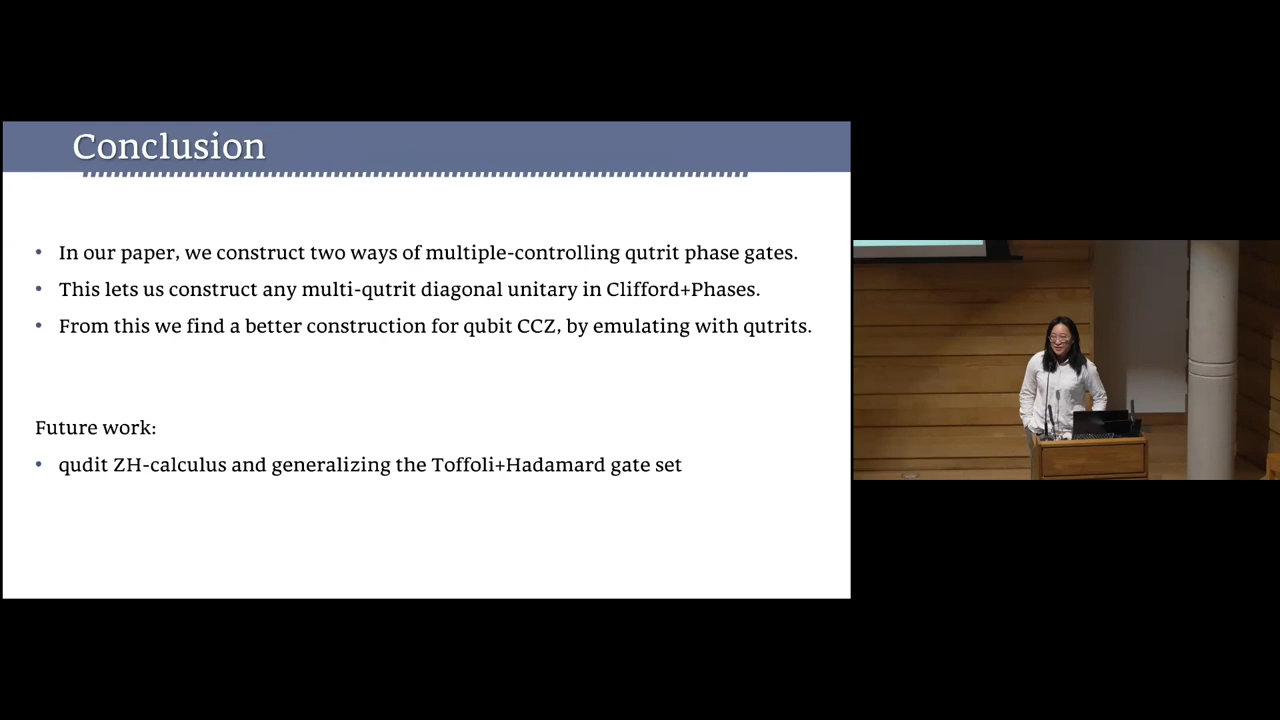 Conclusion
• In our paper, we construct two ways of multiple-controlling qutrit phase gates.
• This lets us construct any multi-qutrit diagonal unitary in Clifford+Phases.
• From this we find a better construction for qubit CCZ, by emulating with qutrits.
Future work:
• qudit ZH-calculus and generalizing the Toffoli+Hadamard gate set